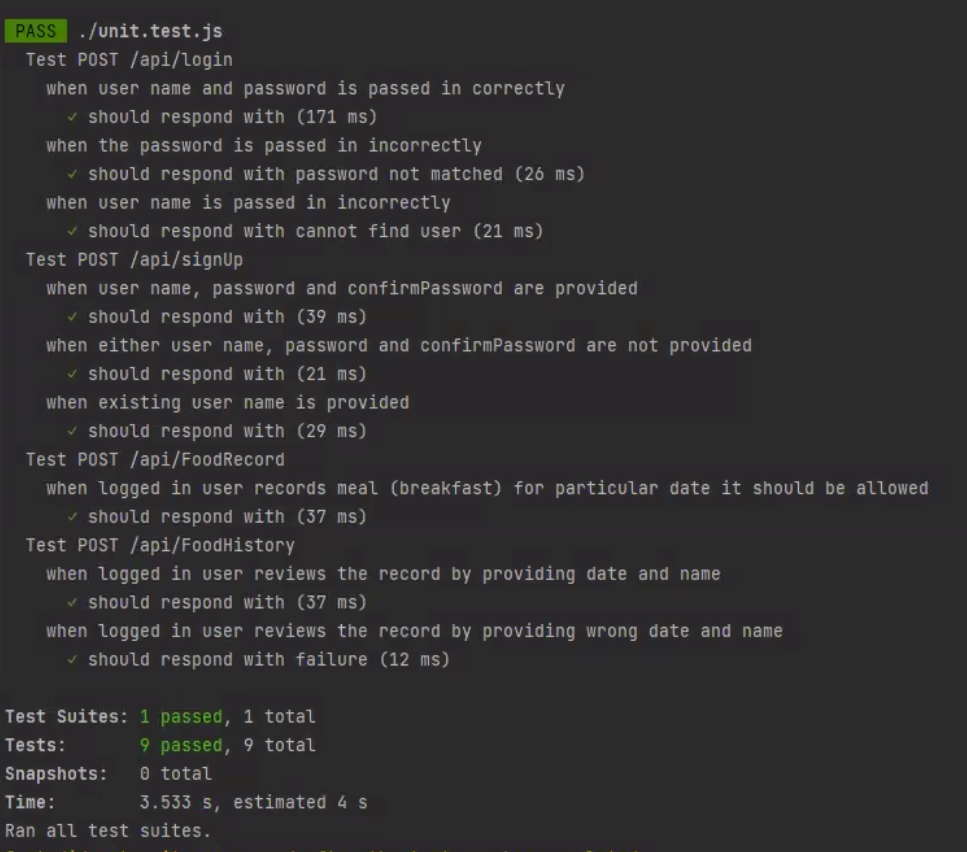 PASS ./unit.test.js
Test POST /api/login
when user name and password is passed in correctly
✓ should respond with (171 ms)
when the password is passed in incorrectly
✓ should respond with password not matched (26 ms)
when user name is passed in incorrectly
✓ should respond with cannot find user (21 ms)
Test POST /api/signUp
when user name, password and confirmPassword are provided
✓ should respond with (39 ms)
when either user name, password and confirmPassword are not provided
✓ should respond with (21 ms)
when existing user name is provided
✓ should respond with (29 ms)
Test POST /api/FoodRecord
when logged in user records meal (breakfast) for particular date it should be allowed
✓ should respond with (37 ms)
Test POST /api/FoodHistory
when logged in user reviews the record by providing date and name
✓ should respond with (37 ms)
when logged in user reviews the record by providing wrong date and name
✓ should respond with failure (12 ms)
Test Suites: 1 passed, 1 total
Tests: 9 passed, 9 total
Snapshots: 0 total
Time: 3.533 s, estimated 4 s
Ran all test suites.